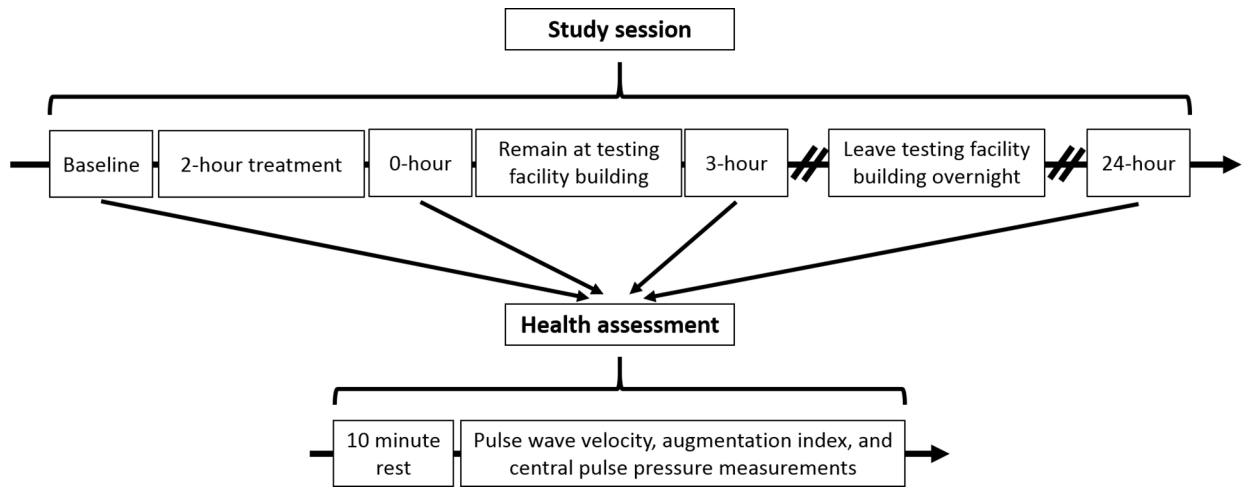 Study session
Baseline
2-hour treatment
0-hour
Remain at testing
facility building
3-hour
Leave testing facility
building overnight
24-hour
Health assessment
10 minute
rest
Pulse wave velocity, augmentation index, and
central pulse pressure measurements